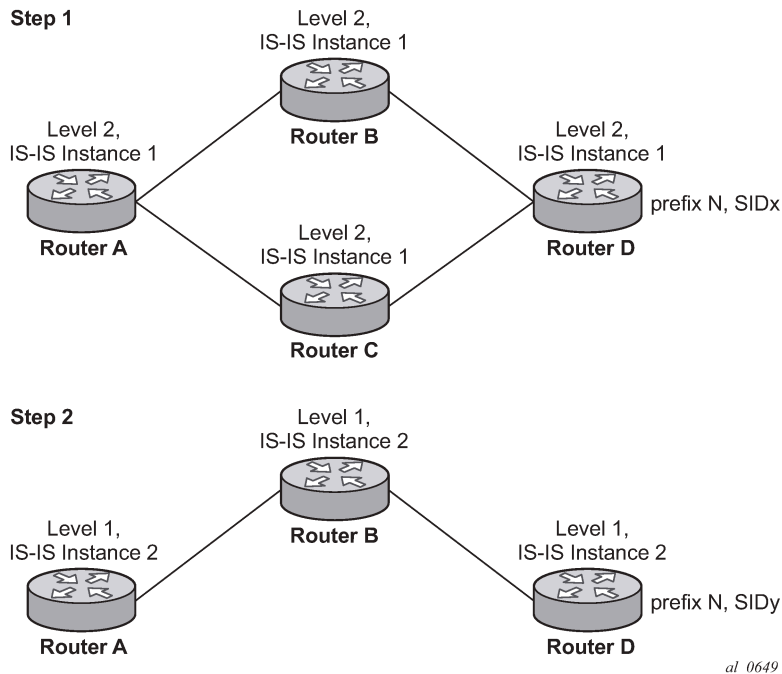 Step 1
Level 2,
IS-IS Instance 1
Router B
Level 2,
IS-IS Instance 1
Router A
Level 2,
IS-IS Instance 1
prefix N, SIDx
Router D
Level 2,
IS-IS Instance 1
Router C
Step 2
Level 1,
IS-IS Instance 2
Router B
Level 1,
IS-IS Instance 2
Router A
Level 1,
IS-IS Instance 2
prefix N, SIDy
Router D
al_0649